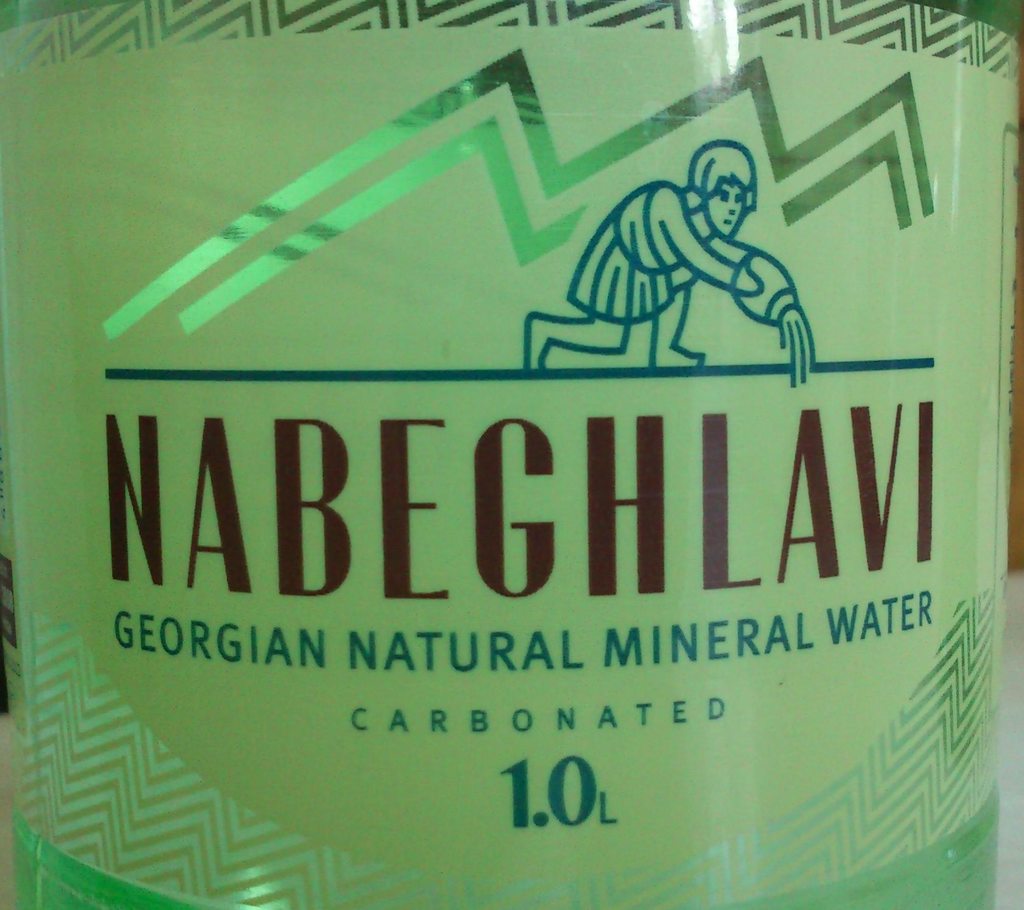 NABEGHLAVI
GEORGIAN NATURAL MINERAL WATER
CARBONATED
1.0L